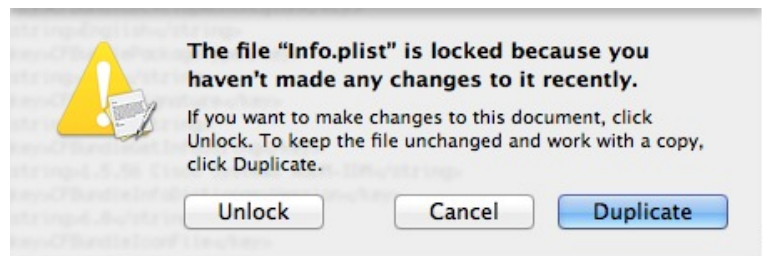 The file “Info.plist” is locked because you
haven't made any changes to it recently.
If you want to make changes to this document, click
Unlock. To keep the file unchanged and work with a copy,
click Duplicate.
Unlock Cancel Duplicate